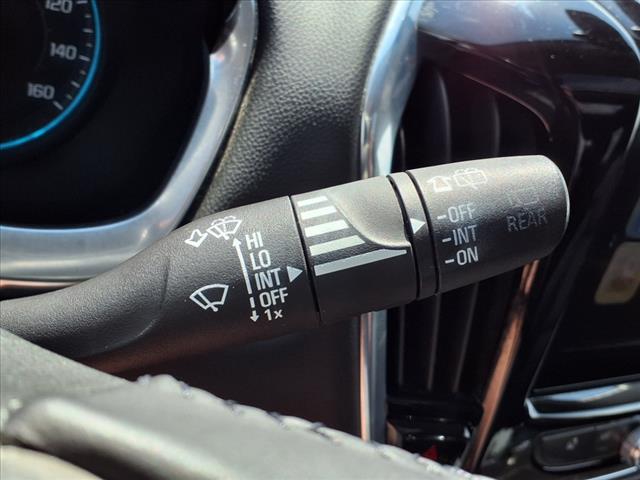 120
140
160
HI
LO
INT
OFF
1x
-OFF
-INT
-ON
REAR